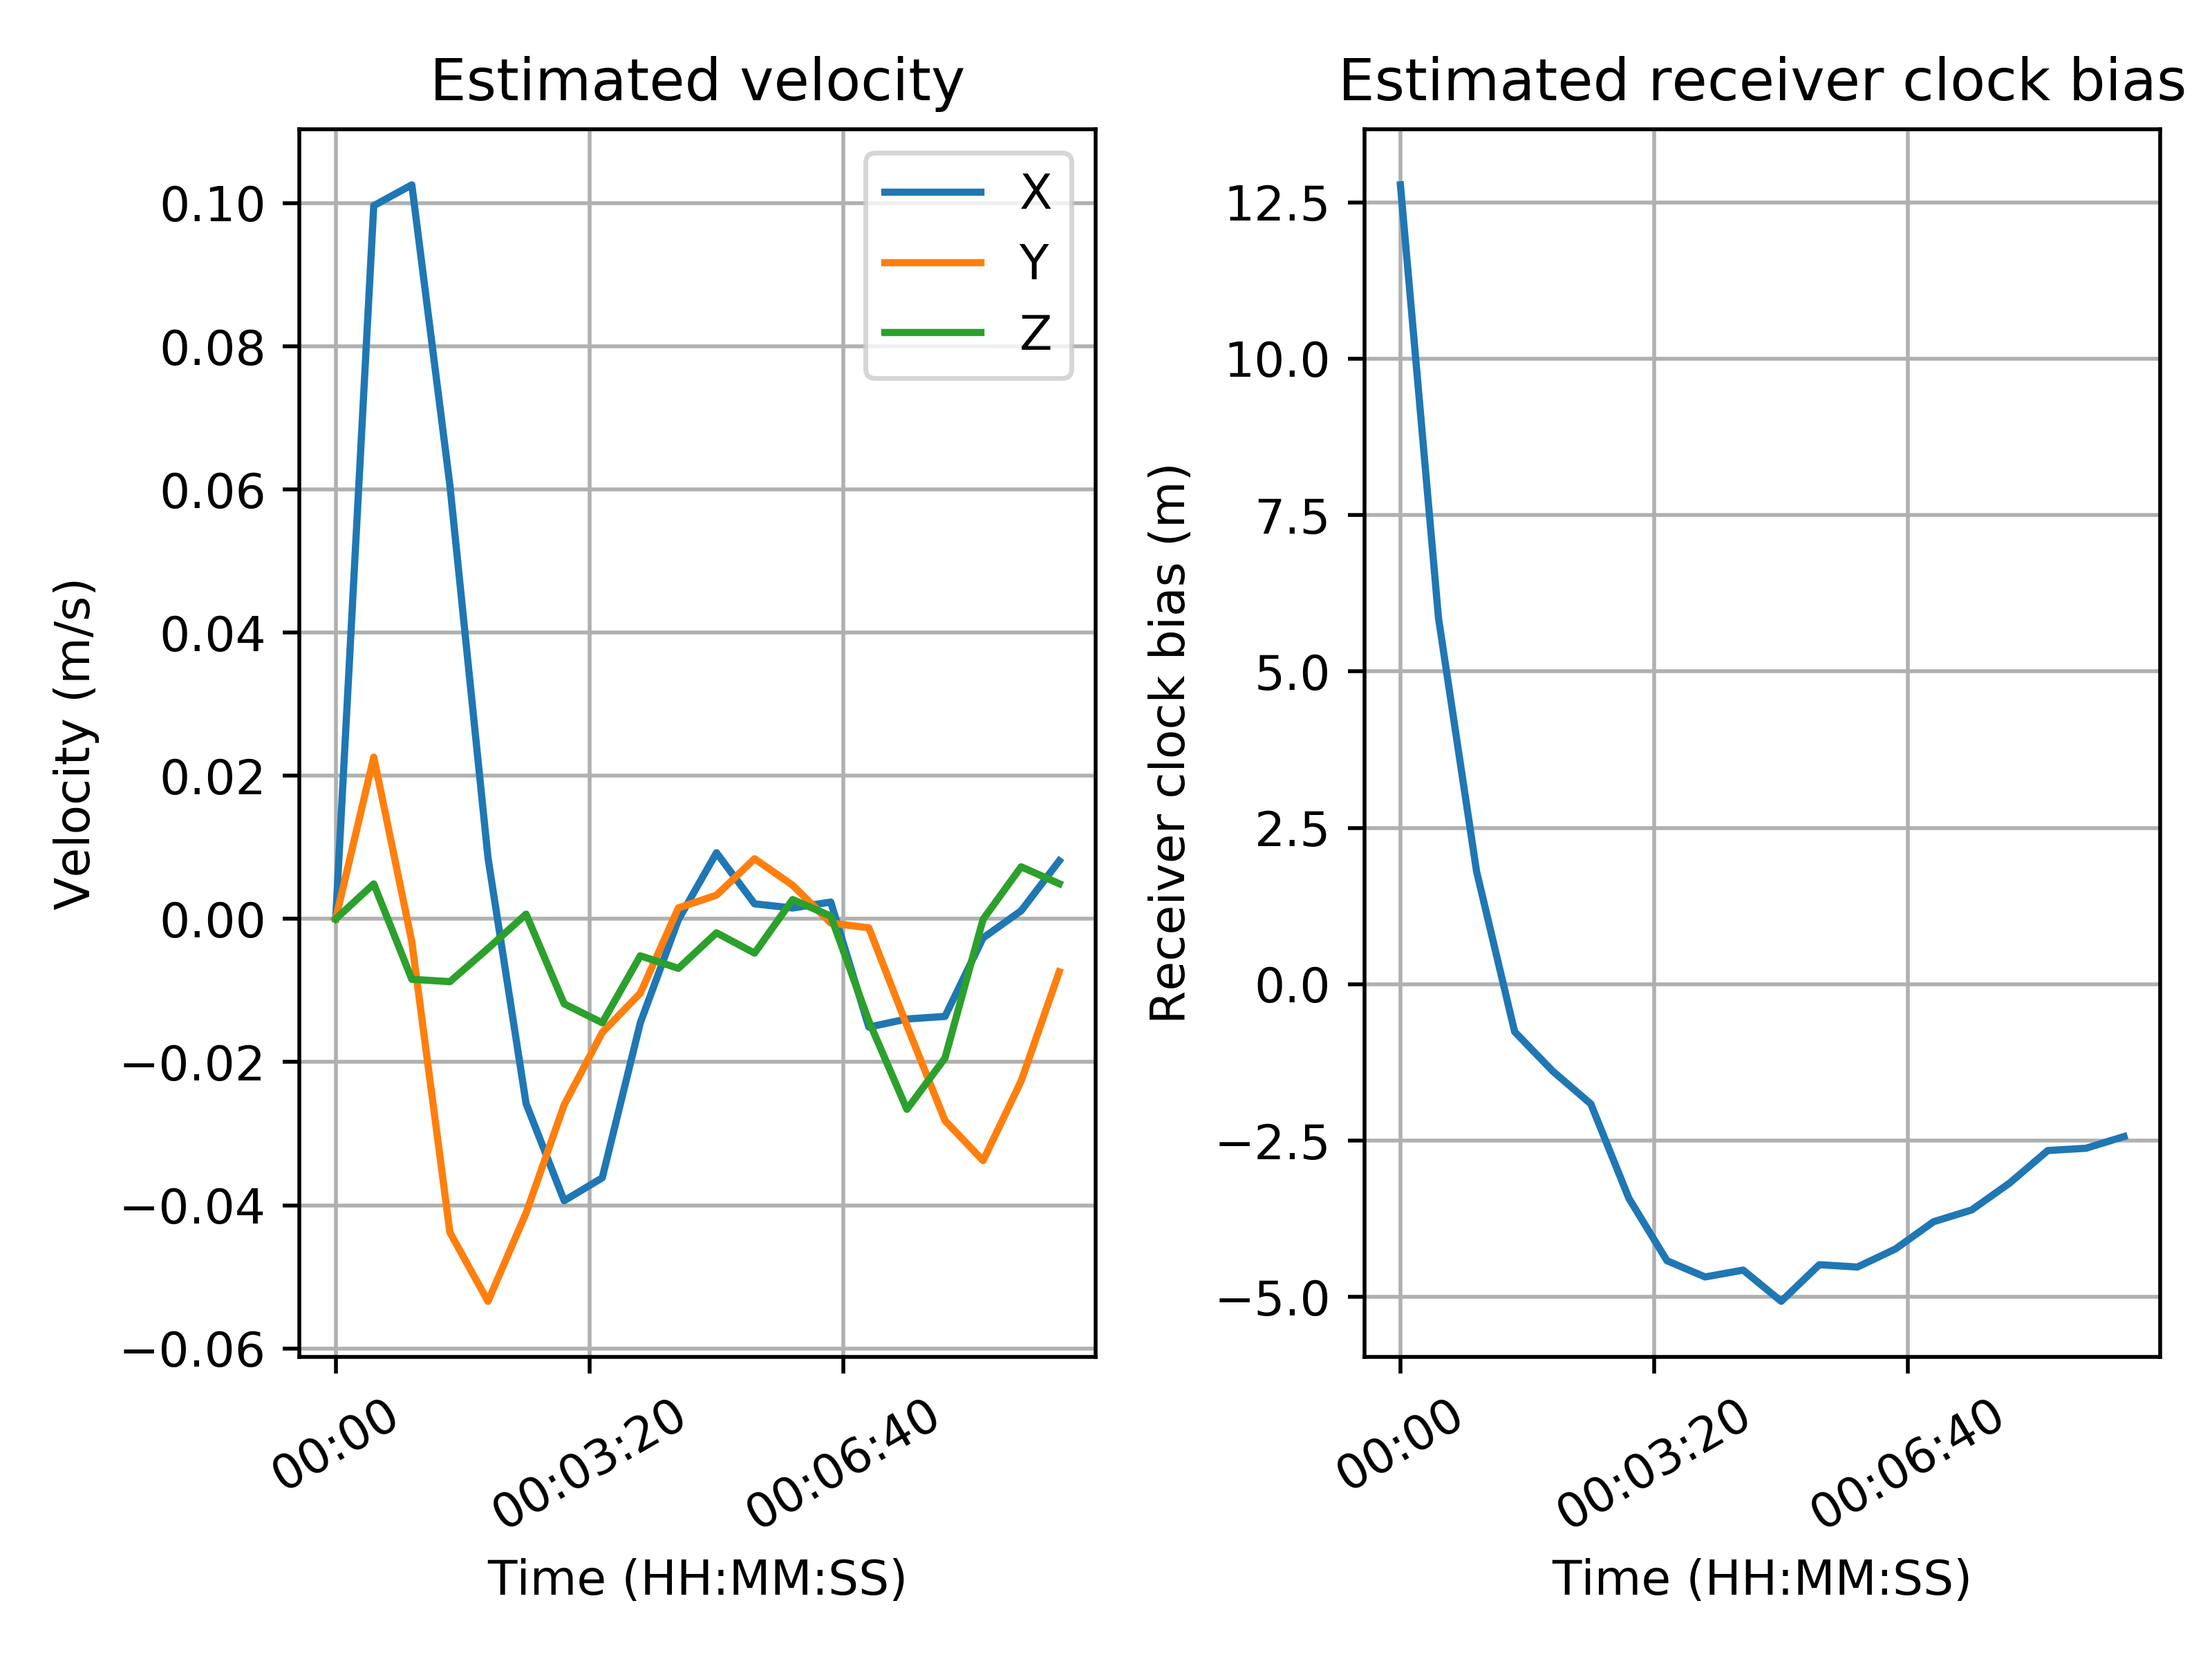 Estimated velocity
Velocity (m/s)
0.10
0.08
0.06
0.04
0.02
0.00
−0.02
−0.04
−0.06
X
Y
Z
00:00
00:03:20
00:06:40
Time (HH:MM:SS)
Estimated receiver clock bias
Receiver clock bias (m)
12.5
10.0
7.5
5.0
2.5
0.0
−2.5
−5.0
00:00
00:03:20
00:06:40
Time (HH:MM:SS)